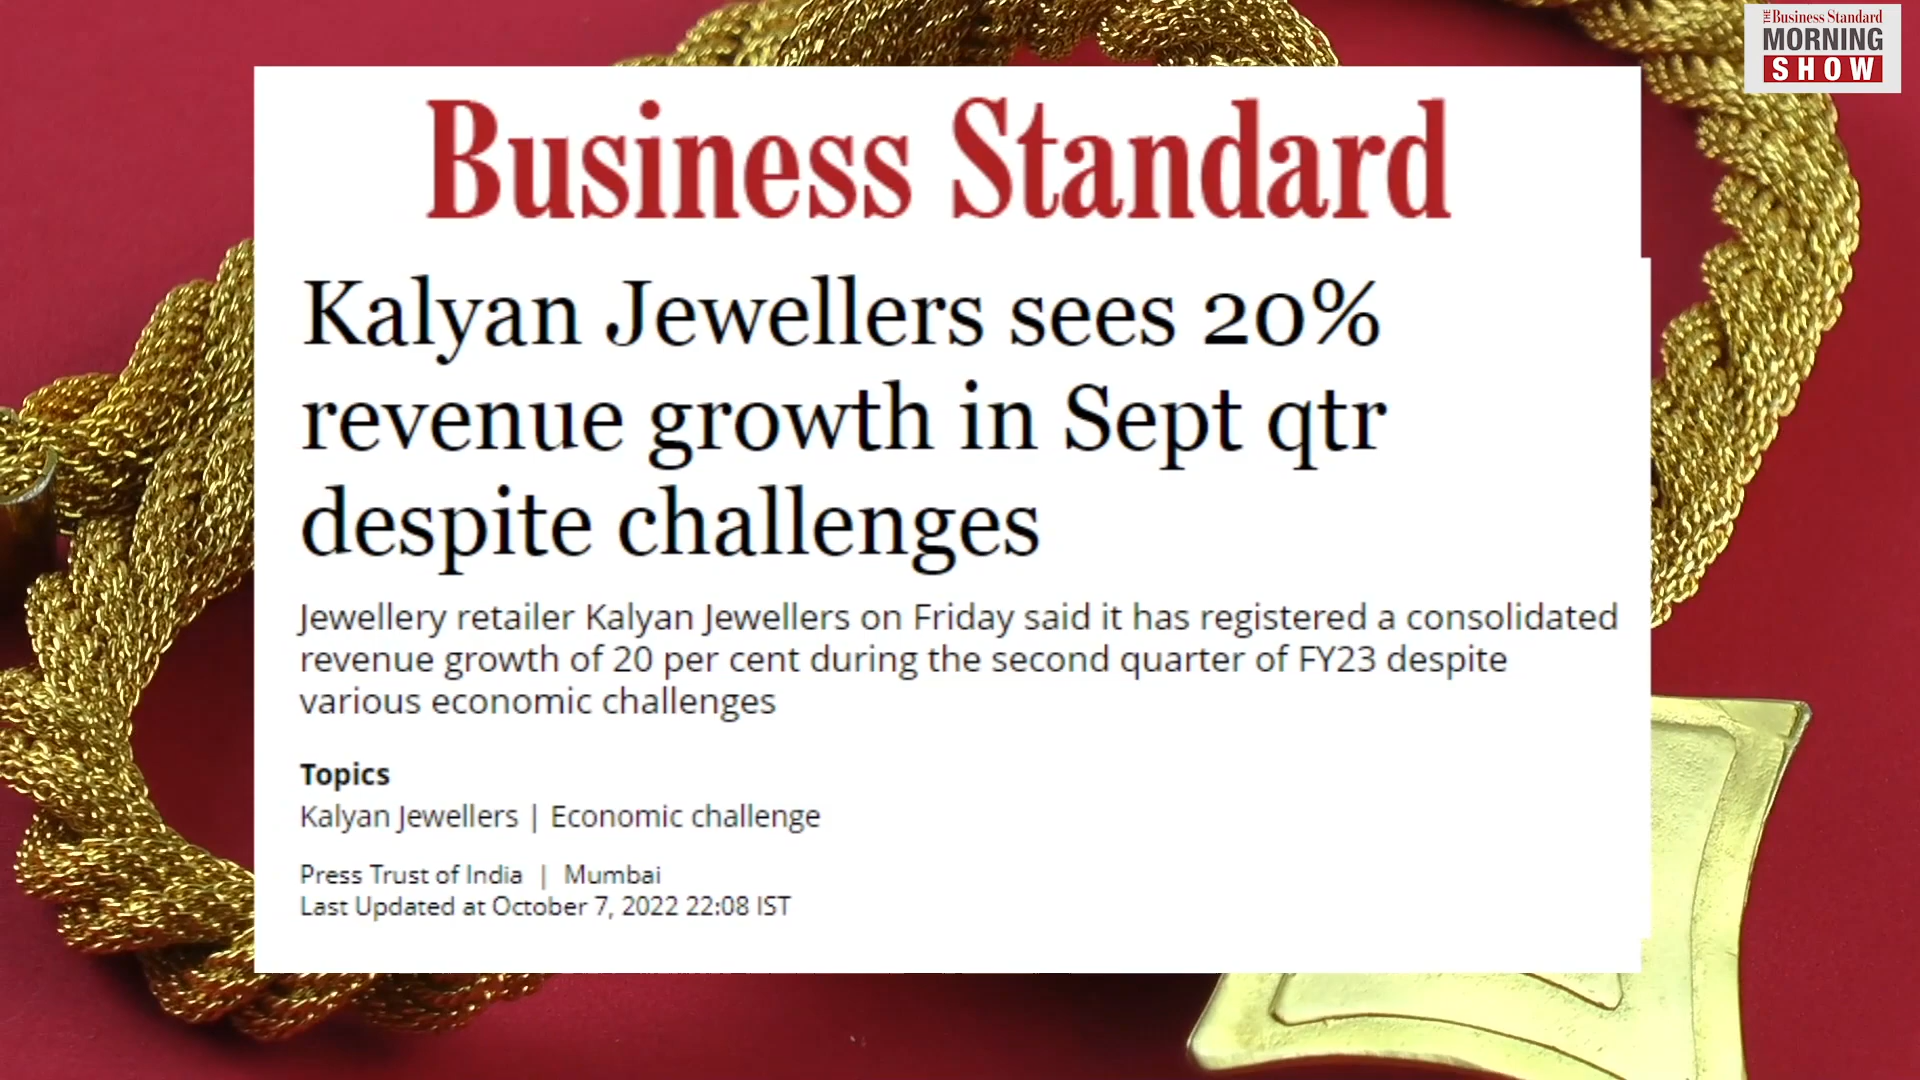 THE Business Standard
MORNING
SHOW
Business Standard
Kalyan Jewellers sees 20%
revenue growth in Sept qtr
despite challenges
Jewellery retailer Kalyan Jewellers on Friday said it has registered a consolidated
revenue growth of 20 per cent during the second quarter of FY23 despite
various economic challenges
Topics
Kalyan Jewellers | Economic challenge
Press Trust of India | Mumbai
Last Updated at October 7, 2022 22:08 IST